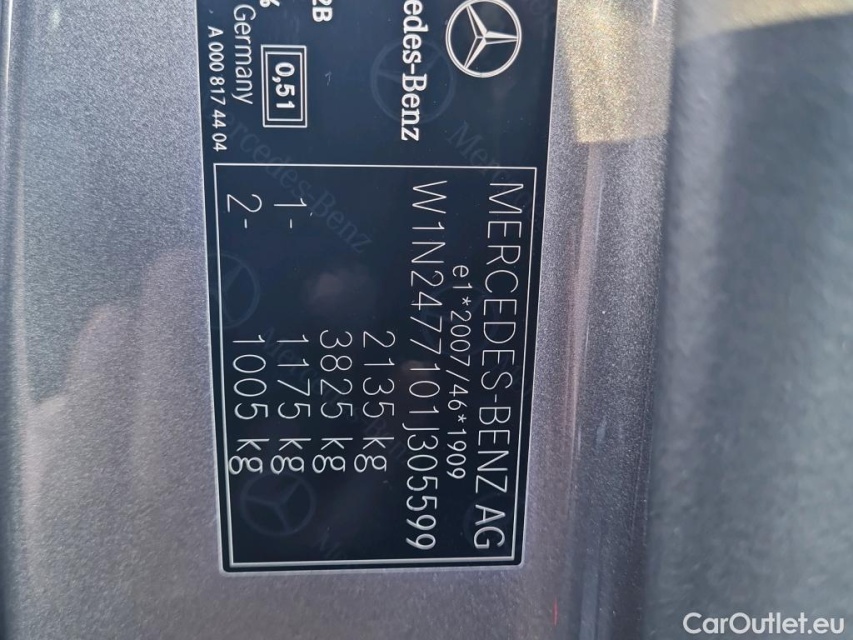 MERCEDES-BENZ AG
e1*2007/46*1909
W1N2477101J305599
2135 kg
3825 kg
1- 1175 kg
2- 1005 kg
edes-Benz
2B
0,51
Germany
A 000 817 44 04
CarOutlet.eu